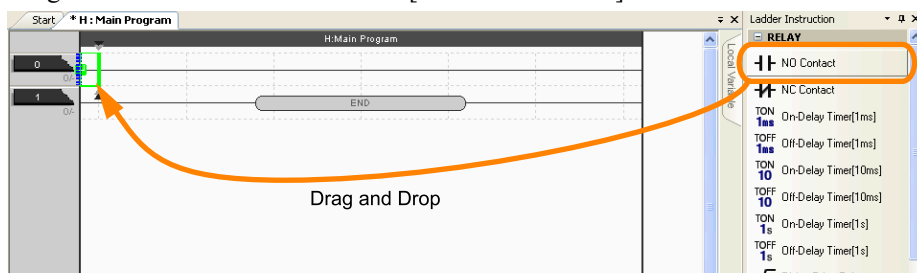 Start * H : Main Program
Ladder Instruction
H:Main Program
RELAY
0
0/-
NO Contact
1
0/-
END
NC Contact
Local Variable
TON 1ms On-Delay Timer[1ms]
TOFF 1ms Off-Delay Timer[1ms]
TON 10 On-Delay Timer[10ms]
TOFF 10 Off-Delay Timer[10ms]
Drag and Drop
TON 1s On-Delay Timer[1s]
TOFF 1s Off-Delay Timer[1s]